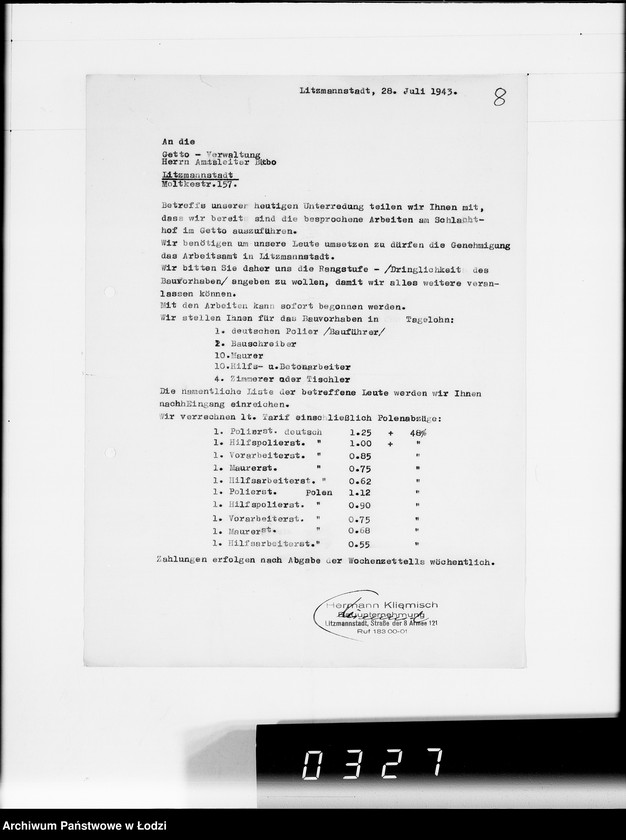 Litzmannstadt, 28. Juli 1943.
8
An die
Getto - Verwaltung
Herrn Amtsleiter
Litzmannstadt
Moltkestr.157.
Betreffs unserer heutigen Unterredung teilen wir Ihnen mit,
dass wir bereit sind die besprochene Arbeiten am Schlacht-
hof im Getto auszuführen.
Wir benötigen um unsere Leute umsetzen zu dürfen die Genehmigung
das Arbeitsamt in Litzmannstadt.
Wir bitten Sie daher uns die Rangstufe - /Dringlichkeit des
Bauvorhaben/ angeben zu wollen, damit wir alles weitere veran-
lassen können.
Mit den Arbeiten kann sofort begonnen werden.
Wir stellen Ihnen für das Bauvorhaben in Tagelohn:
1. deutschen Polier /Bauführer/
1. Bauschreiber
10.Maurer
10.Hilfs- u.Betonarbeiter
4. Zimmerer oder Tischler
Die namentliche Liste der betreffene Leute werden wir Ihnen
nachhEingang einreichen.
Wir verrechnen lt. Tarif einschließlich Polenabzüge:
1. Polierst. deutsch 1.25 + 48%
1. Hilfspolierst. " 1.00 + "
1. Vorarbeiterst. " 0.85 "
1. Maurerst. " 0.75 "
1. Hilfsarbeiterst. " 0.62 "
1. Polierst. Polen 1.12 "
1. Hilfspolierst. " 0.90 "
1. Vorarbeiterst. " 0.75 "
1. Maurerst. " 0.68 "
1. Hilfsarbeiterst." 0.55 "
Zahlungen erfolgen nach Abgabe der Wochenzettells wöchentlich.
Hermann Kliemisch
Bauunternehmung
Litzmannstadt, Straße der 8 Armee 121
Ruf 183 00-01
0327
Archiwum Państwowe w Łodzi